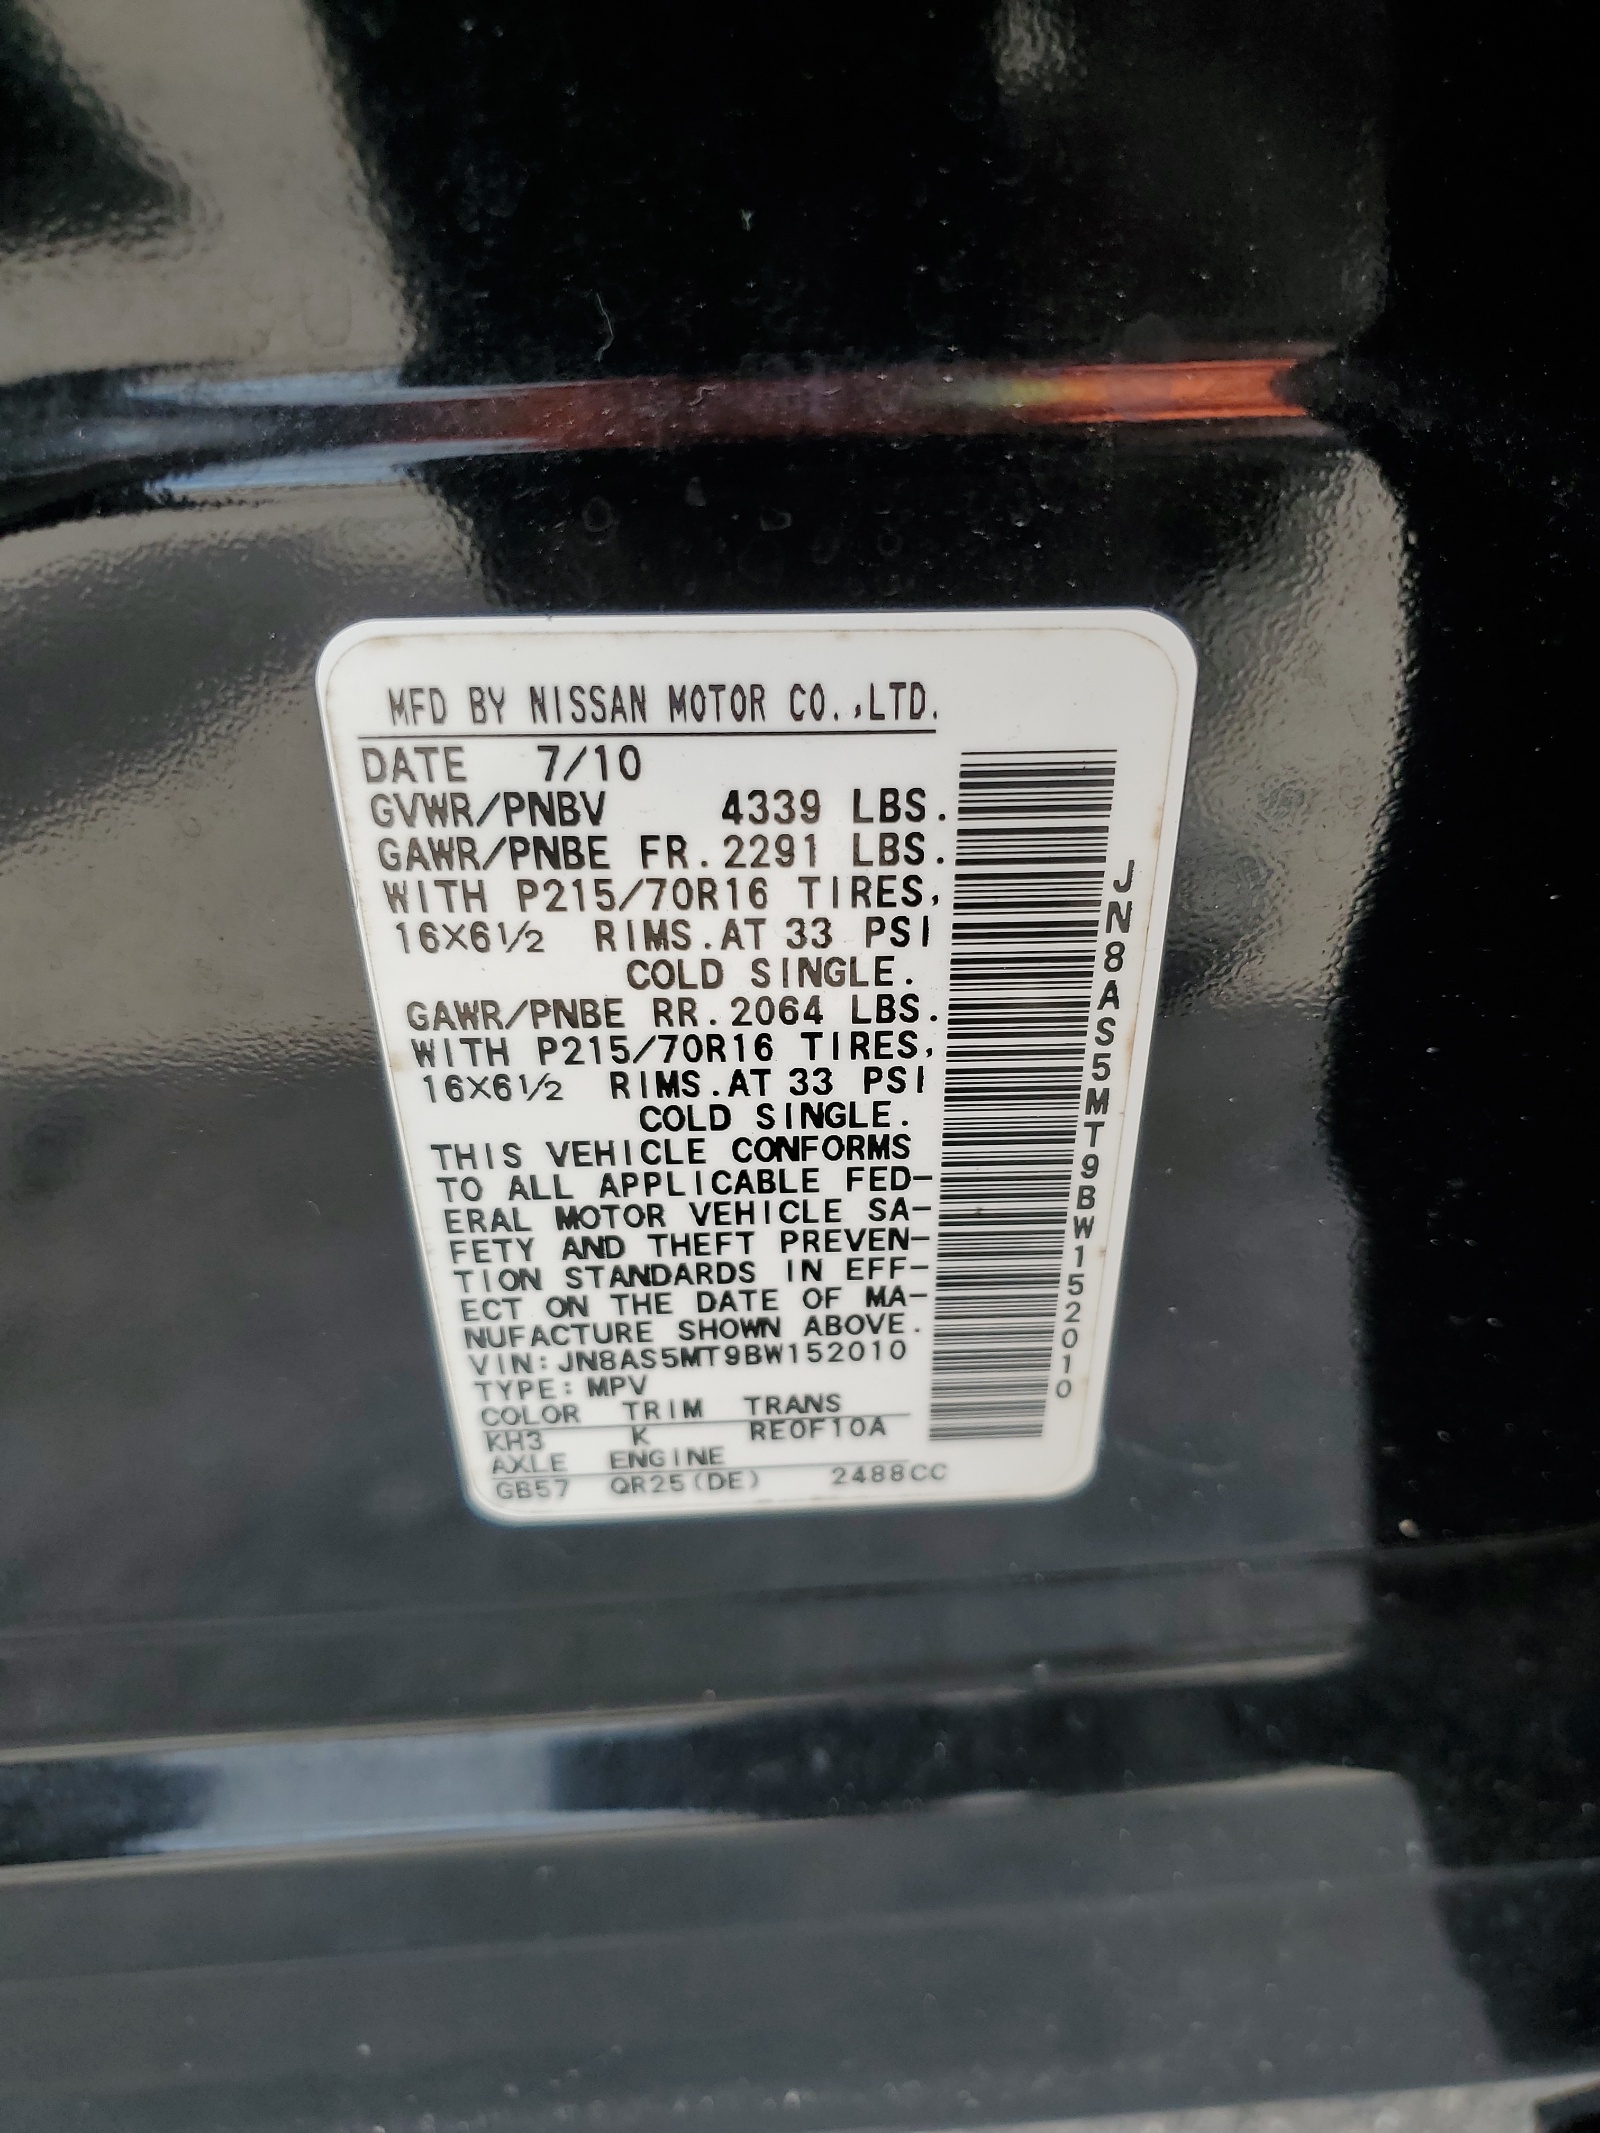 MFD BY NISSAN MOTOR CO.,LTD.
DATE 7/10
GVWR/PNBV 4339 LBS.
GAWR/PNBE FR.2291 LBS.
WITH P215/70R16 TIRES,
16X6½ RIMS.AT 33 PSI
COLD SINGLE.
GAWR/PNBE RR.2064 LBS.
WITH P215/70R16 TIRES,
16X6½ RIMS.AT 33 PSI
COLD SINGLE.
THIS VEHICLE CONFORMS
TO ALL APPLICABLE FED-
ERAL MOTOR VEHICLE SA-
FETY AND THEFT PREVEN-
TION STANDARDS IN EFF-
ECT ON THE DATE OF MA-
NUFACTURE SHOWN ABOVE.
VIN:JN8AS5MT9BW152010
TYPE:MPV
COLOR TRIM TRANS
KH3 K RE0F10A
AXLE ENGINE
GB57 QR25(DE) 2488CC
JN8AS5MT9BW152010